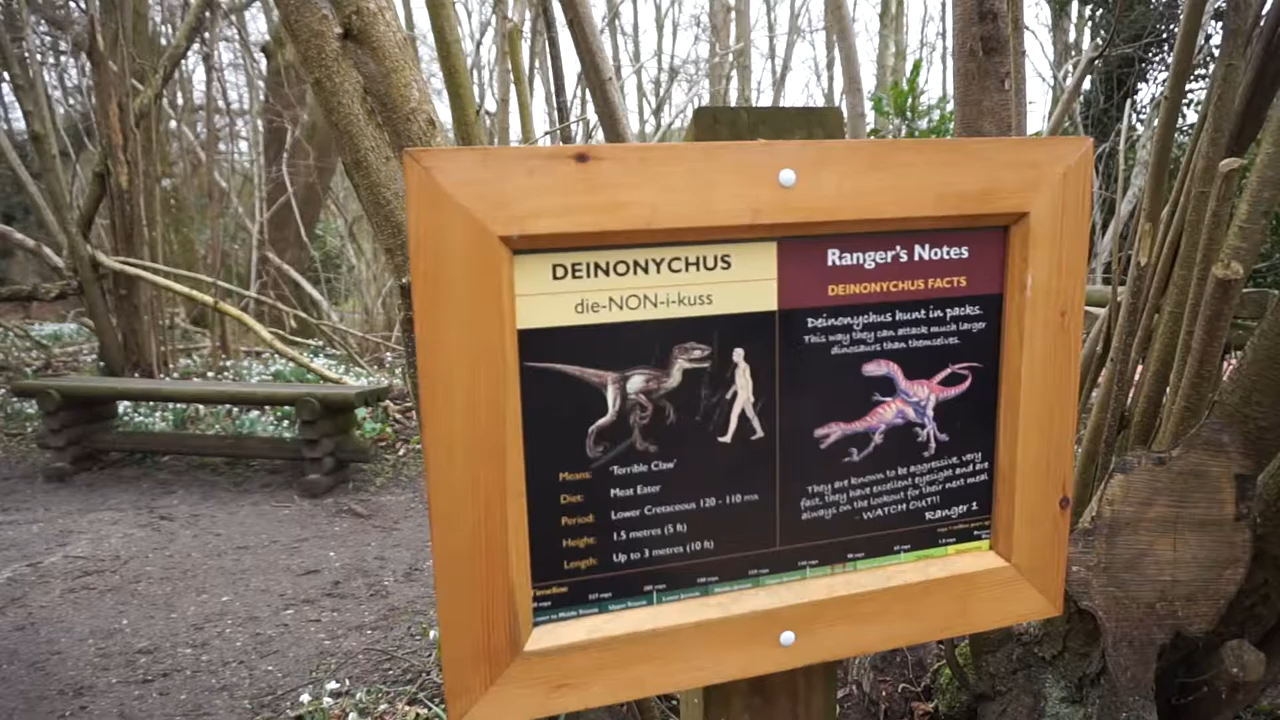 DEINONYCHUS
die-NON-i-kuss
Means: 'Terrible Claw'
Diet: Meat Eater
Period: Lower Cretaceous 120 - 110 mya
Height: 1.5 metres (5 ft)
Length: Up to 3 metres (10 ft)
Ranger's Notes
DEINONYCHUS FACTS
Deinonychus hunt in packs.
This way they can attack much larger
dinosaurs than themselves.
They are known to be aggressive, very
fast, they have excellent eyesight and are
always on the lookout for their next meal
- WATCH OUT!!
Ranger 1
Timeline